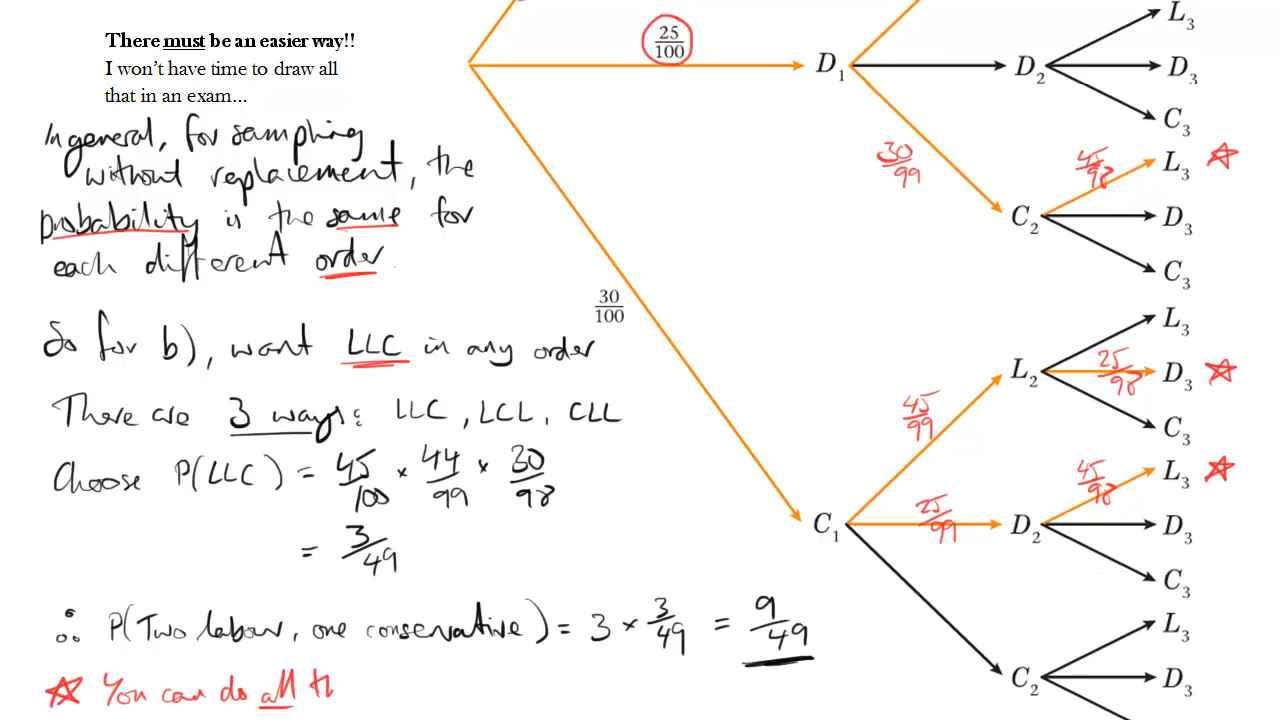 There must be an easier way!!
I won't have time to draw all
that in an exam...
In general, for sampling
without replacement, the
probability is the same for
each different order.
So for b), want LLC in any order
There are 3 ways: LLC, LCL, CLL
Choose P(LLC) = 45/100 × 44/99 × 30/98
= 3/49
∴ P(Two labour, one conservative) = 3 × 3/49 = 9/49
☆ You can do all th
25/100
D₁
30/99
30/100
C₁
45/99
25/99
D₂
L₃
D₃
C₃
C₂
45/98
L₃ ☆
D₃
C₃
L₂
L₃
25/98
D₃ ☆
C₃
D₂
45/98
L₃ ☆
D₃
C₃
C₂
L₃
D₃